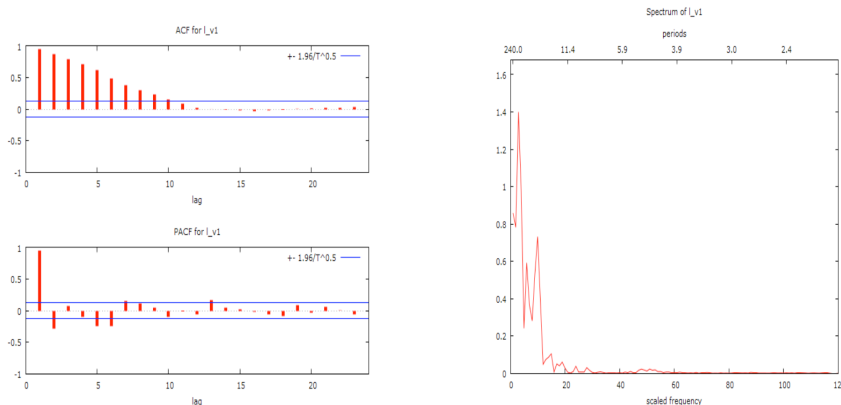 ACF for l_v1
+- 1.96/T^0.5
1
0.5
0
-0.5
-1
0 5 10 15 20
lag
PACF for l_v1
+- 1.96/T^0.5
1
0.5
0
-0.5
-1
0 5 10 15 20
lag
Spectrum of l_v1
periods
240.0 11.4 5.9 3.9 3.0 2.4
1.6
1.4
1.2
1
0.8
0.6
0.4
0.2
0
0 20 40 60 80 100 12
scaled frequency